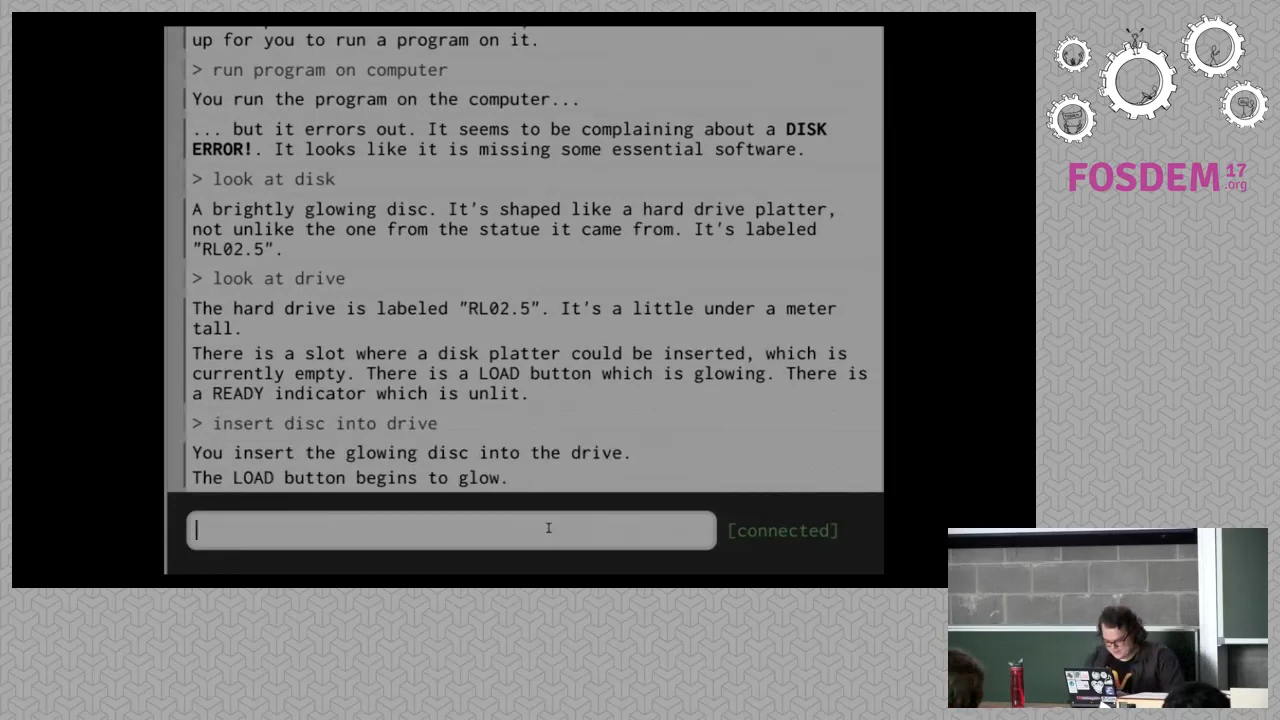 up for you to run a program on it.
> run program on computer
You run the program on the computer...
... but it errors out. It seems to be complaining about a DISK
ERROR!. It looks like it is missing some essential software.
> look at disk
A brightly glowing disc. It's shaped like a hard drive platter,
not unlike the one from the statue it came from. It's labeled
"RL02.5".
> look at drive
The hard drive is labeled "RL02.5". It's a little under a meter
tall.
There is a slot where a disk platter could be inserted, which is
currently empty. There is a LOAD button which is glowing. There is
a READY indicator which is unlit.
> insert disc into drive
You insert the glowing disc into the drive.
The LOAD button begins to glow.
[connected]
FOSDEM 17
.org